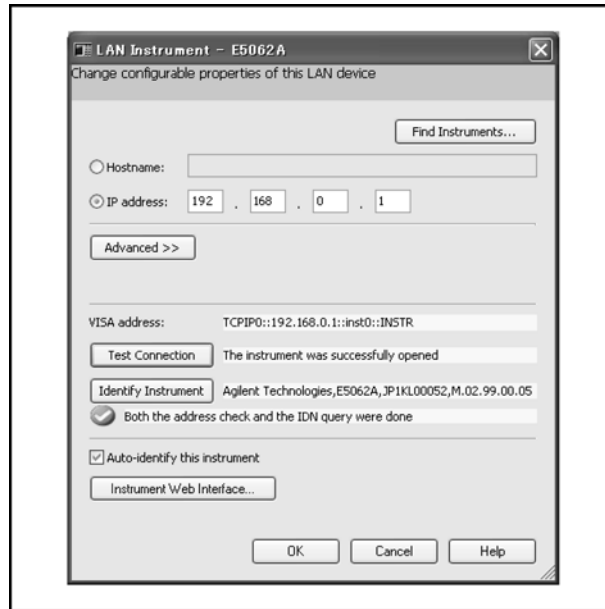 LAN Instrument - E5062A
Change configurable properties of this LAN device
Find Instruments...
Hostname:
IP address: 192 . 168 . 0 . 1
Advanced >>
VISA address: TCPIP0::192.168.0.1::inst0::INSTR
Test Connection The instrument was successfully opened
Identify Instrument Agilent Technologies,E5062A,JP1KL00052,M.02.99.00.05
Both the address check and the IDN query were done
Auto-identify this instrument
Instrument Web Interface...
OK Cancel Help